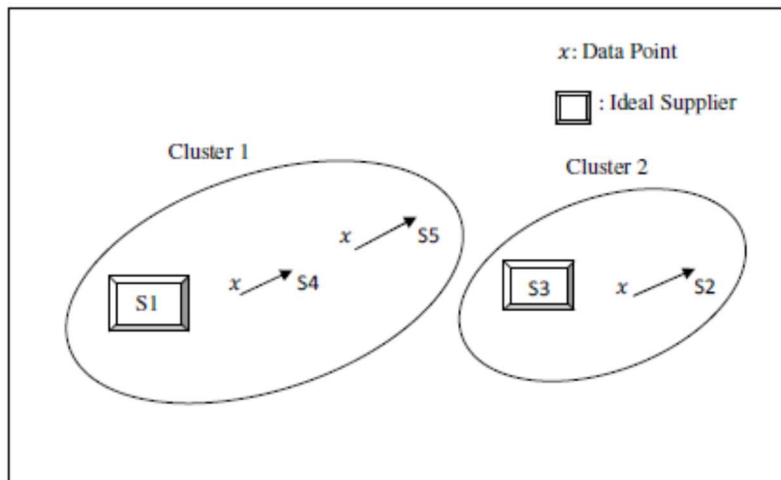 x: Data Point
: Ideal Supplier
Cluster 1
Cluster 2
x
S5
S1
x
S4
S3
x
S2